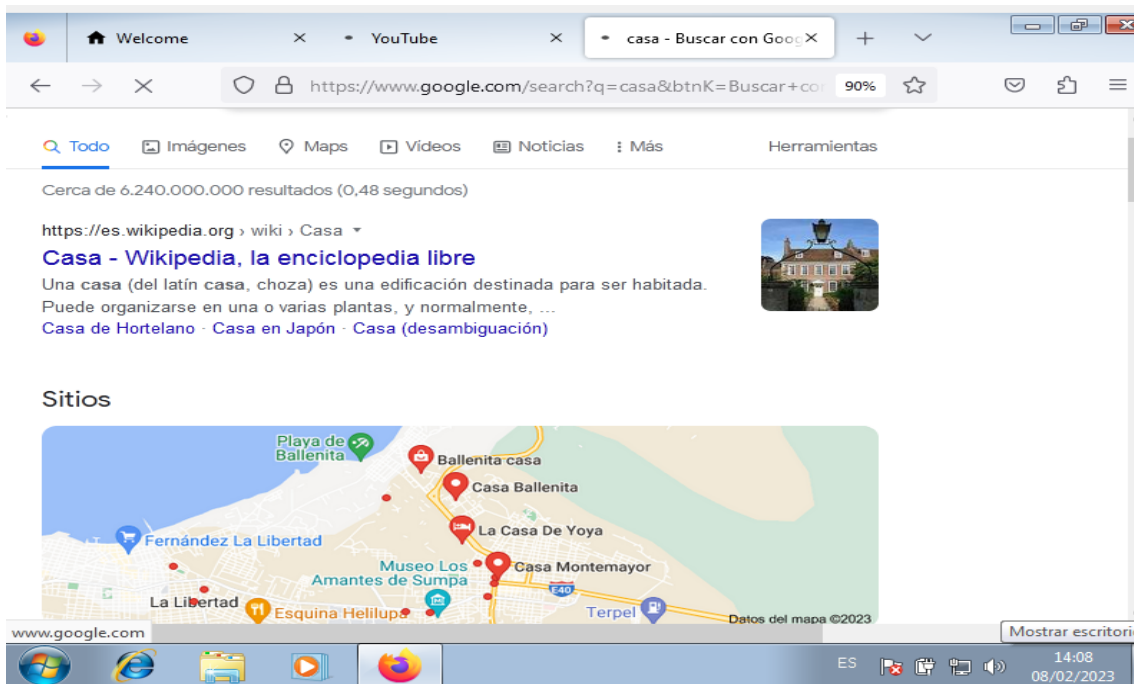 Welcome
YouTube
casa - Buscar con Goog
https://www.google.com/search?q=casa&btnK=Buscar+co
90%
Todo Imágenes Maps Vídeos Noticias Más Herramientas
Cerca de 6.240.000.000 resultados (0,48 segundos)
https://es.wikipedia.org › wiki › Casa
Casa - Wikipedia, la enciclopedia libre
Una casa (del latín casa, choza) es una edificación destinada para ser habitada.
Puede organizarse en una o varias plantas, y normalmente, ...
Casa de Hortelano · Casa en Japón · Casa (desambiguación)
Sitios
Playa de
Ballenita
Ballenita casa
Casa Ballenita
La Casa De Yoya
Fernández La Libertad
Museo Los
Amantes de Sumpa
Casa Montemayor
E40
La Libertad
Esquina Helilupa
Terpel
Datos del mapa ©2023
www.google.com
Mostrar escritorio
ES
14:08
08/02/2023